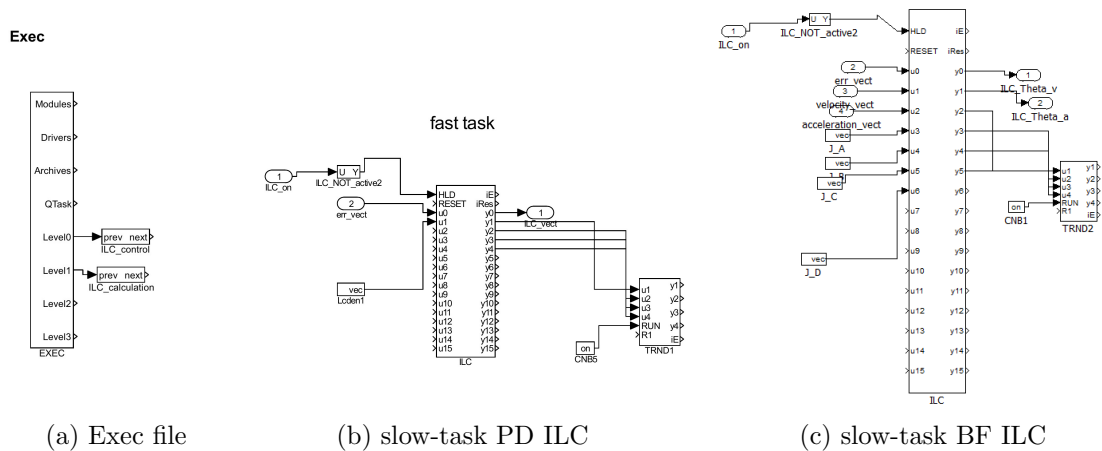 Exec
Modules
Drivers
Archives
QTask
Level0
Level1
Level2
Level3
EXEC
prev next
ILC_control
prev next
ILC_calculation
(a) Exec file
fast task
1
ILC_on
U Y
ILC_NOT_active2
2
err_vect
vec
Lcden1
HLD iE
RESET iRes
u0 y0
u1 y1
u2 y2
u3 y3
u4 y4
u5 y5
u6 y6
u7 y7
u8 y8
u9 y9
u10 y10
u11 y11
u12 y12
u13 y13
u14 y14
u15 y15
ILC
1
ILC_vect
on
CNB5
u1 y1
u2 y2
u3 y3
u4
RUN y4
R1 iE
TRND1
(b) slow-task PD ILC
1
ILC_on
U Y
ILC_NOT_active2
2
err_vect
3
velocity_vect
4
acceleration_vect
vec
J_A
vec
vec
J_C
vec
J_D
HLD iE
RESET iRes
u0 y0
u1 y1
u2 y2
u3 y3
u4 y4
u5 y5
u6 y6
u7 y7
u8 y8
u9 y9
u10 y10
u11 y11
u12 y12
u13 y13
u14 y14
u15 y15
ILC
1
ILC_Theta_v
2
ILC_Theta_a
on
CNB1
u1 y1
u2 y2
u3 y3
u4
RUN y4
R1 iE
TRND2
(c) slow-task BF ILC